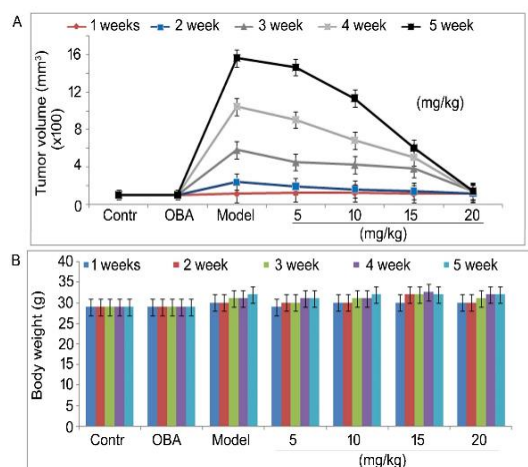 A
1 weeks 2 week 3 week 4 week 5 week
Tumor volume (mm³)
(x100)
16
12
8
4
0
(mg/kg)
Contr OBA Model 5 10 15 20
(mg/kg)
B
1 weeks 2 week 3 week 4 week 5 week
Body weight (g)
40
35
30
25
20
15
10
5
0
Contr OBA Model 5 10 15 20
(mg/kg)